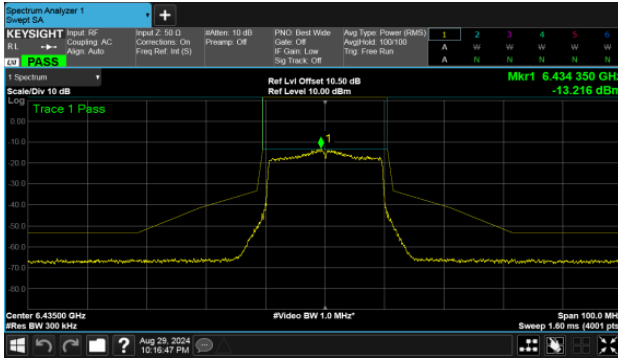 Spectrum Analyzer 1
Swept SA
KEYSIGHT
RL
PASS
Input: RF
Coupling: AC
Align: Auto
Input Z: 50 Ω
Corrections: On
Freq Ref: Int (S)
#Atten: 10 dB
Preamp: Off
PNO: Best Wide
Gate: Off
IF Gain: Low
Sig Track: Off
Avg Type: Power (RMS)
Avg|Hold: 100/100
Trig: Free Run
1 2 3 4 5 6
A W W W W W
A N N N N N
1 Spectrum
Scale/Div 10 dB
Ref Lvl Offset 10.50 dB
Ref Level 10.00 dBm
Mkr1 6.434 350 GHz
-13.216 dBm
Log
Trace 1 Pass
0.00
-10.0
1
-20.0
-30.0
-40.0
-50.0
-60.0
-70.0
-80.0
Center 6.43500 GHz
#Video BW 1.0 MHz*
Span 100.0 MH
#Res BW 300 kHz
Sweep 1.60 ms (4001 pts
?
Aug 29, 2024
10:16:47 PM